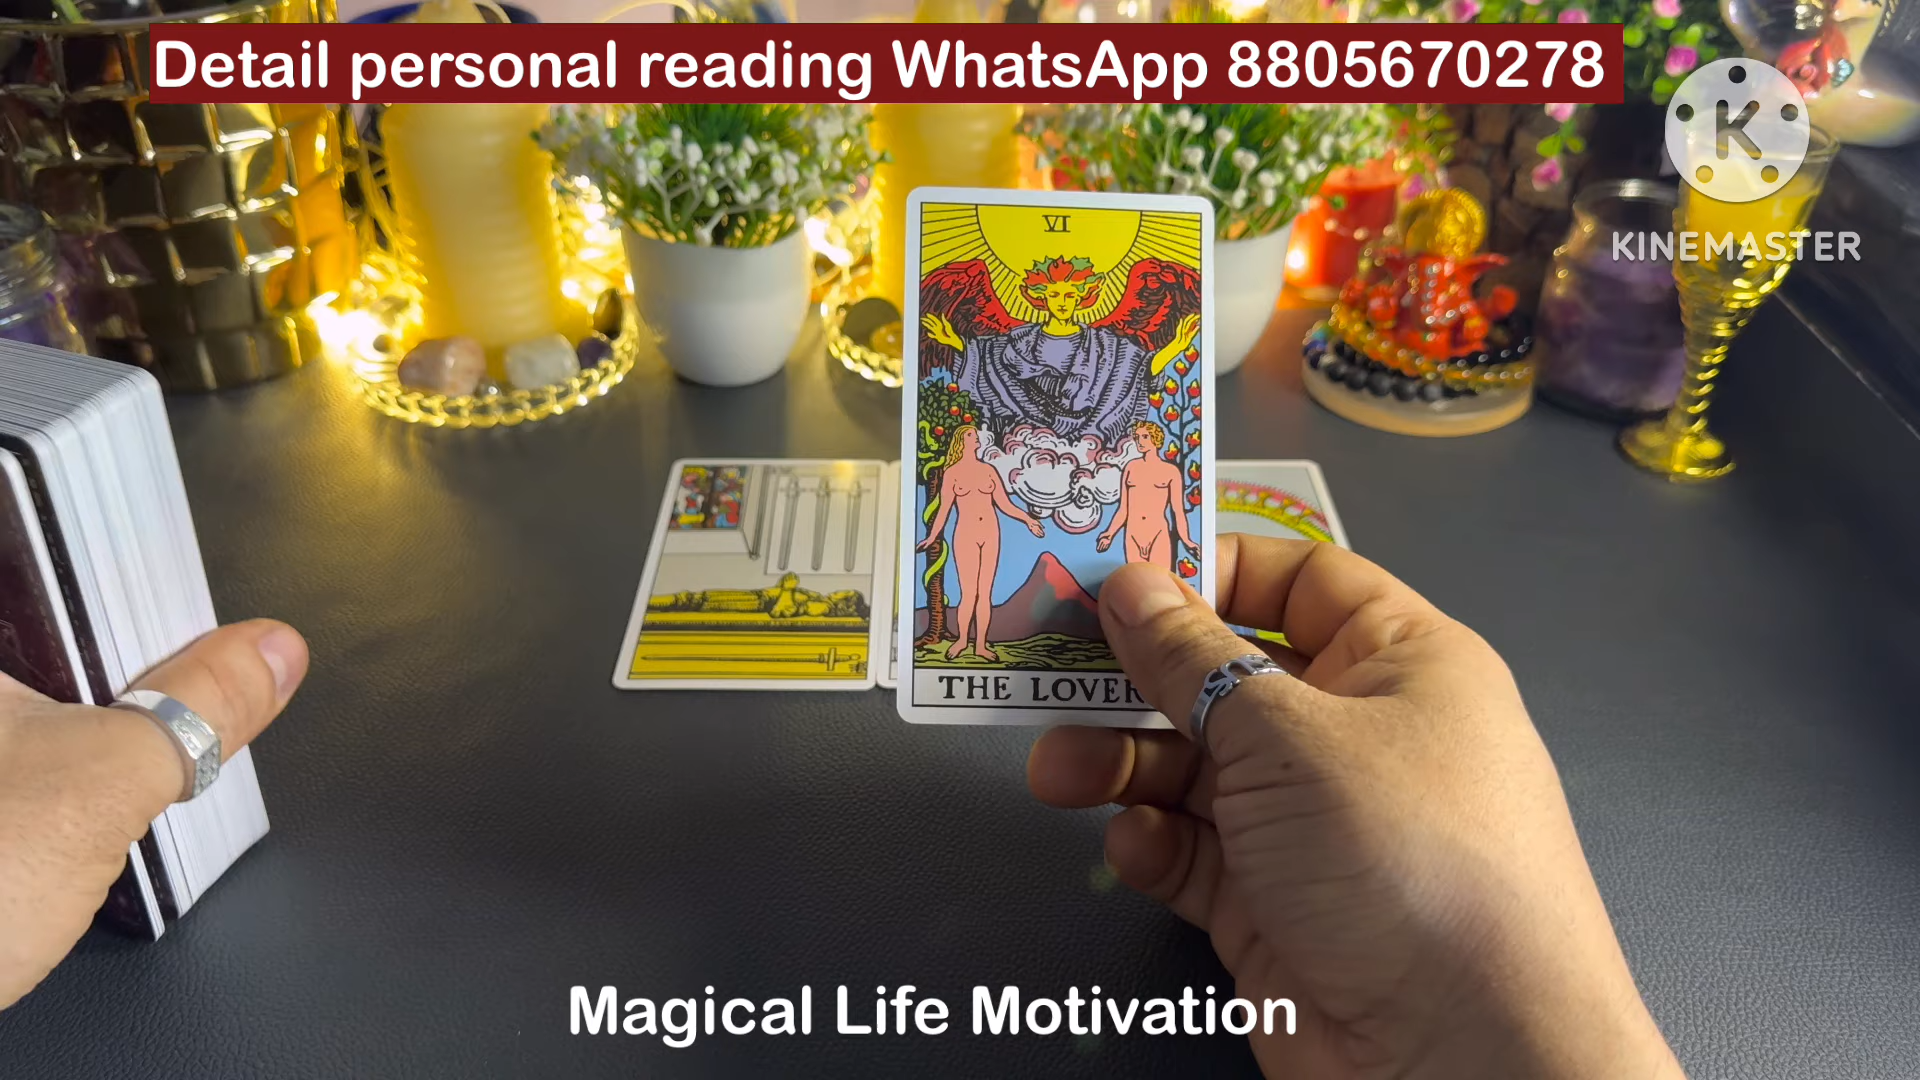 Detail personal reading WhatsApp 8805670278
K
KINEMASTER
VI
THE LOVER
Magical Life Motivation